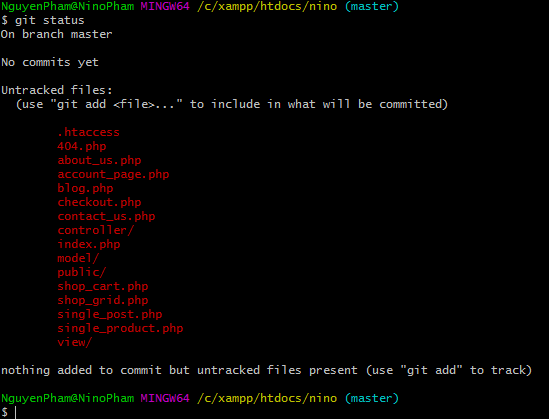 NguyenPham@NinoPham MINGW64 /c/xampp/htdocs/nino (master)
$ git status
On branch master

No commits yet

Untracked files:
  (use "git add <file>..." to include in what will be committed)

        .htaccess
        404.php
        about_us.php
        account_page.php
        blog.php
        checkout.php
        contact_us.php
        controller/
        index.php
        model/
        public/
        shop_cart.php
        shop_grid.php
        single_post.php
        single_product.php
        view/

nothing added to commit but untracked files present (use "git add" to track)

NguyenPham@NinoPham MINGW64 /c/xampp/htdocs/nino (master)
$